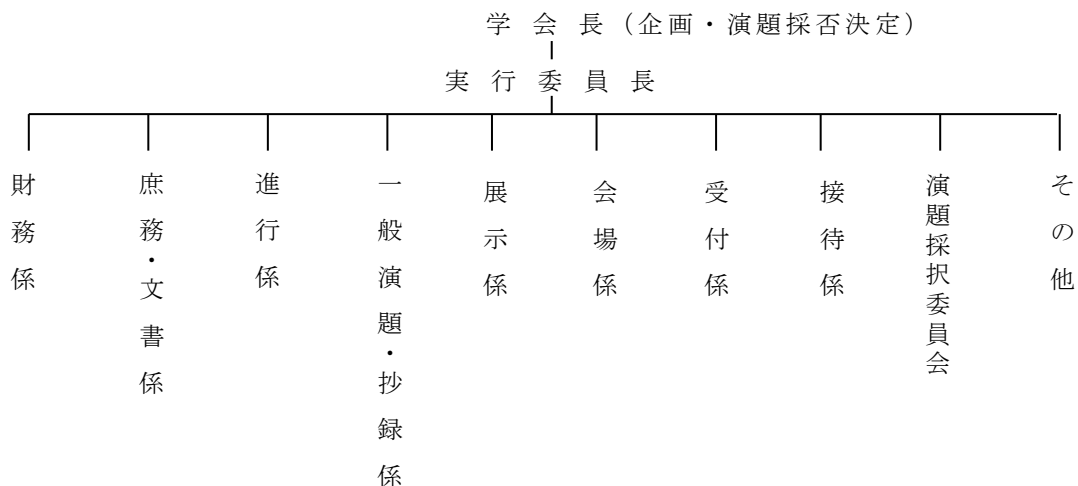 学会長(企画・演題採否決定)
実行委員長
財務係
庶務・文書係
進行係
一般演題・抄録係
展示係
会場係
受付係
接待係
演題採択委員会
その他